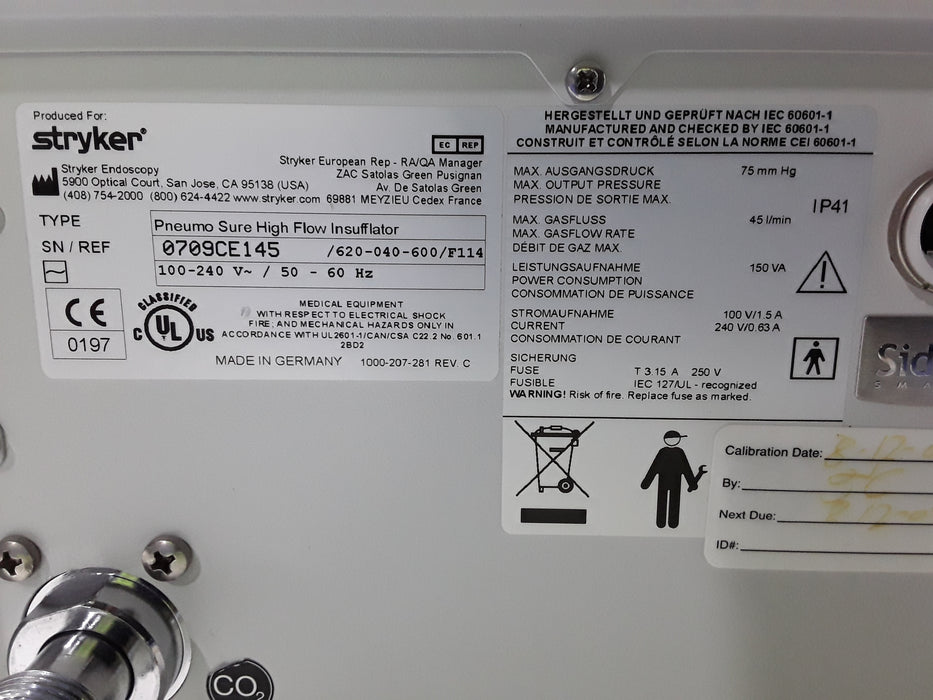 Produced For:
stryker®
EC REP
Stryker Endoscopy
5900 Optical Court, San Jose, CA 95138 (USA)
(408) 754-2000 (800) 624-4422 www.stryker.com
Stryker European Rep - RA/QA Manager
ZAC Satolas Green Pusignan
Av. De Satolas Green
69881 MEYZIEU Cedex France
TYPE Pneumo Sure High Flow Insufflator
SN / REF 0709CE145 /620-040-600/F114
100-240 V~ / 50 - 60 Hz
CE
0197
CLASSIFIED
C UL US
MEDICAL EQUIPMENT
WITH RESPECT TO ELECTRICAL SHOCK
FIRE, AND MECHANICAL HAZARDS ONLY IN
ACCORDANCE WITH UL2601-1/CAN/CSA C22.2 No. 601.1
2BD2
MADE IN GERMANY 1000-207-281 REV. C
HERGESTELLT UND GEPRÜFT NACH IEC 60601-1
MANUFACTURED AND CHECKED BY IEC 60601-1
CONSTRUIT ET CONTRÔLÉ SELON LA NORME CEI 60601-1
MAX. AUSGANGSDRUCK 75 mm Hg
MAX. OUTPUT PRESSURE
PRESSION DE SORTIE MAX.
IP41
MAX. GASFLUSS 45 l/min
MAX. GASFLOW RATE
DÉBIT DE GAZ MAX.
LEISTUNGSAUFNAHME 150 VA
POWER CONSUMPTION
CONSOMMATION DE PUISSANCE
STROMAUFNAHME 100 V/1.5 A
CURRENT 240 V/0.63 A
CONSOMMATION DE COURANT
SICHERUNG
FUSE T 3.15 A 250 V
FUSIBLE IEC 127/UL - recognized
WARNING! Risk of fire. Replace fuse as marked.
Sid
SMA
Calibration Date:
By:
Next Due:
ID#:
CO2